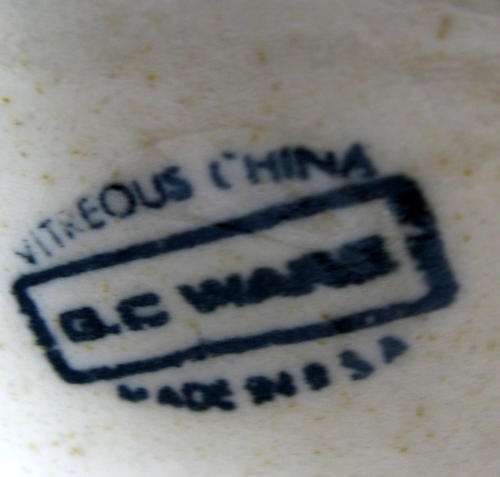 VITREOUS CHINA
G.C WARE
MADE IN U S A